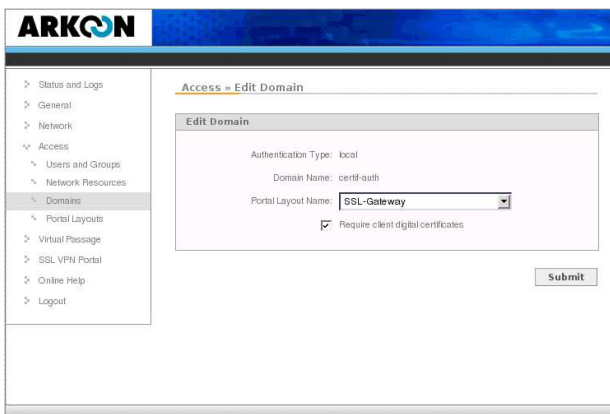 ARKOON
Status and Logs
General
Network
Access
Users and Groups
Network Resources
Domains
Portal Layouts
Virtual Passage
SSL VPN Portal
Online Help
Logout
Access » Edit Domain
Edit Domain
Authentication Type: local
Domain Name: certif-auth
Portal Layout Name: SSL-Gateway
Require client digital certificates
Submit